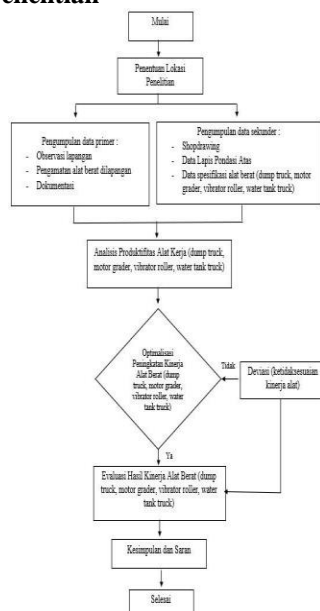 enelitian
Mulai
Penentuan Lokasi
Penelitian
Pengumpulan data primer :
- Observasi lapangan
- Pengamatan alat berat dilapangan
- Dokumentasi
Pengumpulan data sekunder :
- Shopdrawing
- Data Lapis Pondasi Atas
- Data spesifikasi alat berat (dump truck, motor
grader, vibrator roller, water tank truck)
Analisis Produktifitas Alat Kerja (dump truck,
motor grader, vibrator roller, water tank truck)
Optimalisasi
Peningkatan Kinerja
Alat Berat (dump
truck, motor grader,
vibrator roller, water
tank truck)
Tidak
Deviasi (ketidaksesuaian
kinerja alat)
Ya
Evaluasi Hasil Kinerja Alat Berat (dump
truck, motor grader, vibrator roller, water
tank truck)
Kesimpulan dan Saran
Selesai